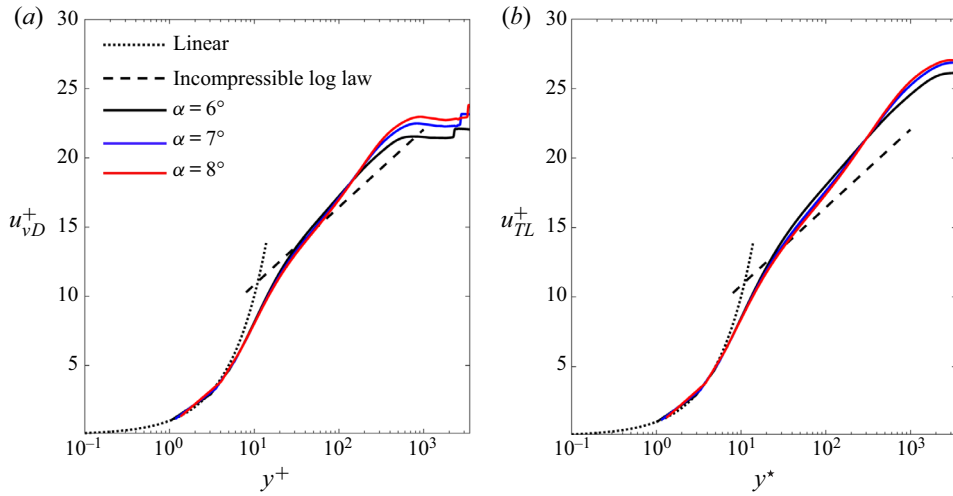 (a)
30
25
20
15
10
5
Linear
Incompressible log law
α = 6°
α = 7°
α = 8°
u⁺ᵥD
10⁻¹ 10⁰ 10¹ 10² 10³
y⁺
(b)
30
25
20
15
10
5
u⁺TL
10⁻¹ 10⁰ 10¹ 10² 10³
y⋆